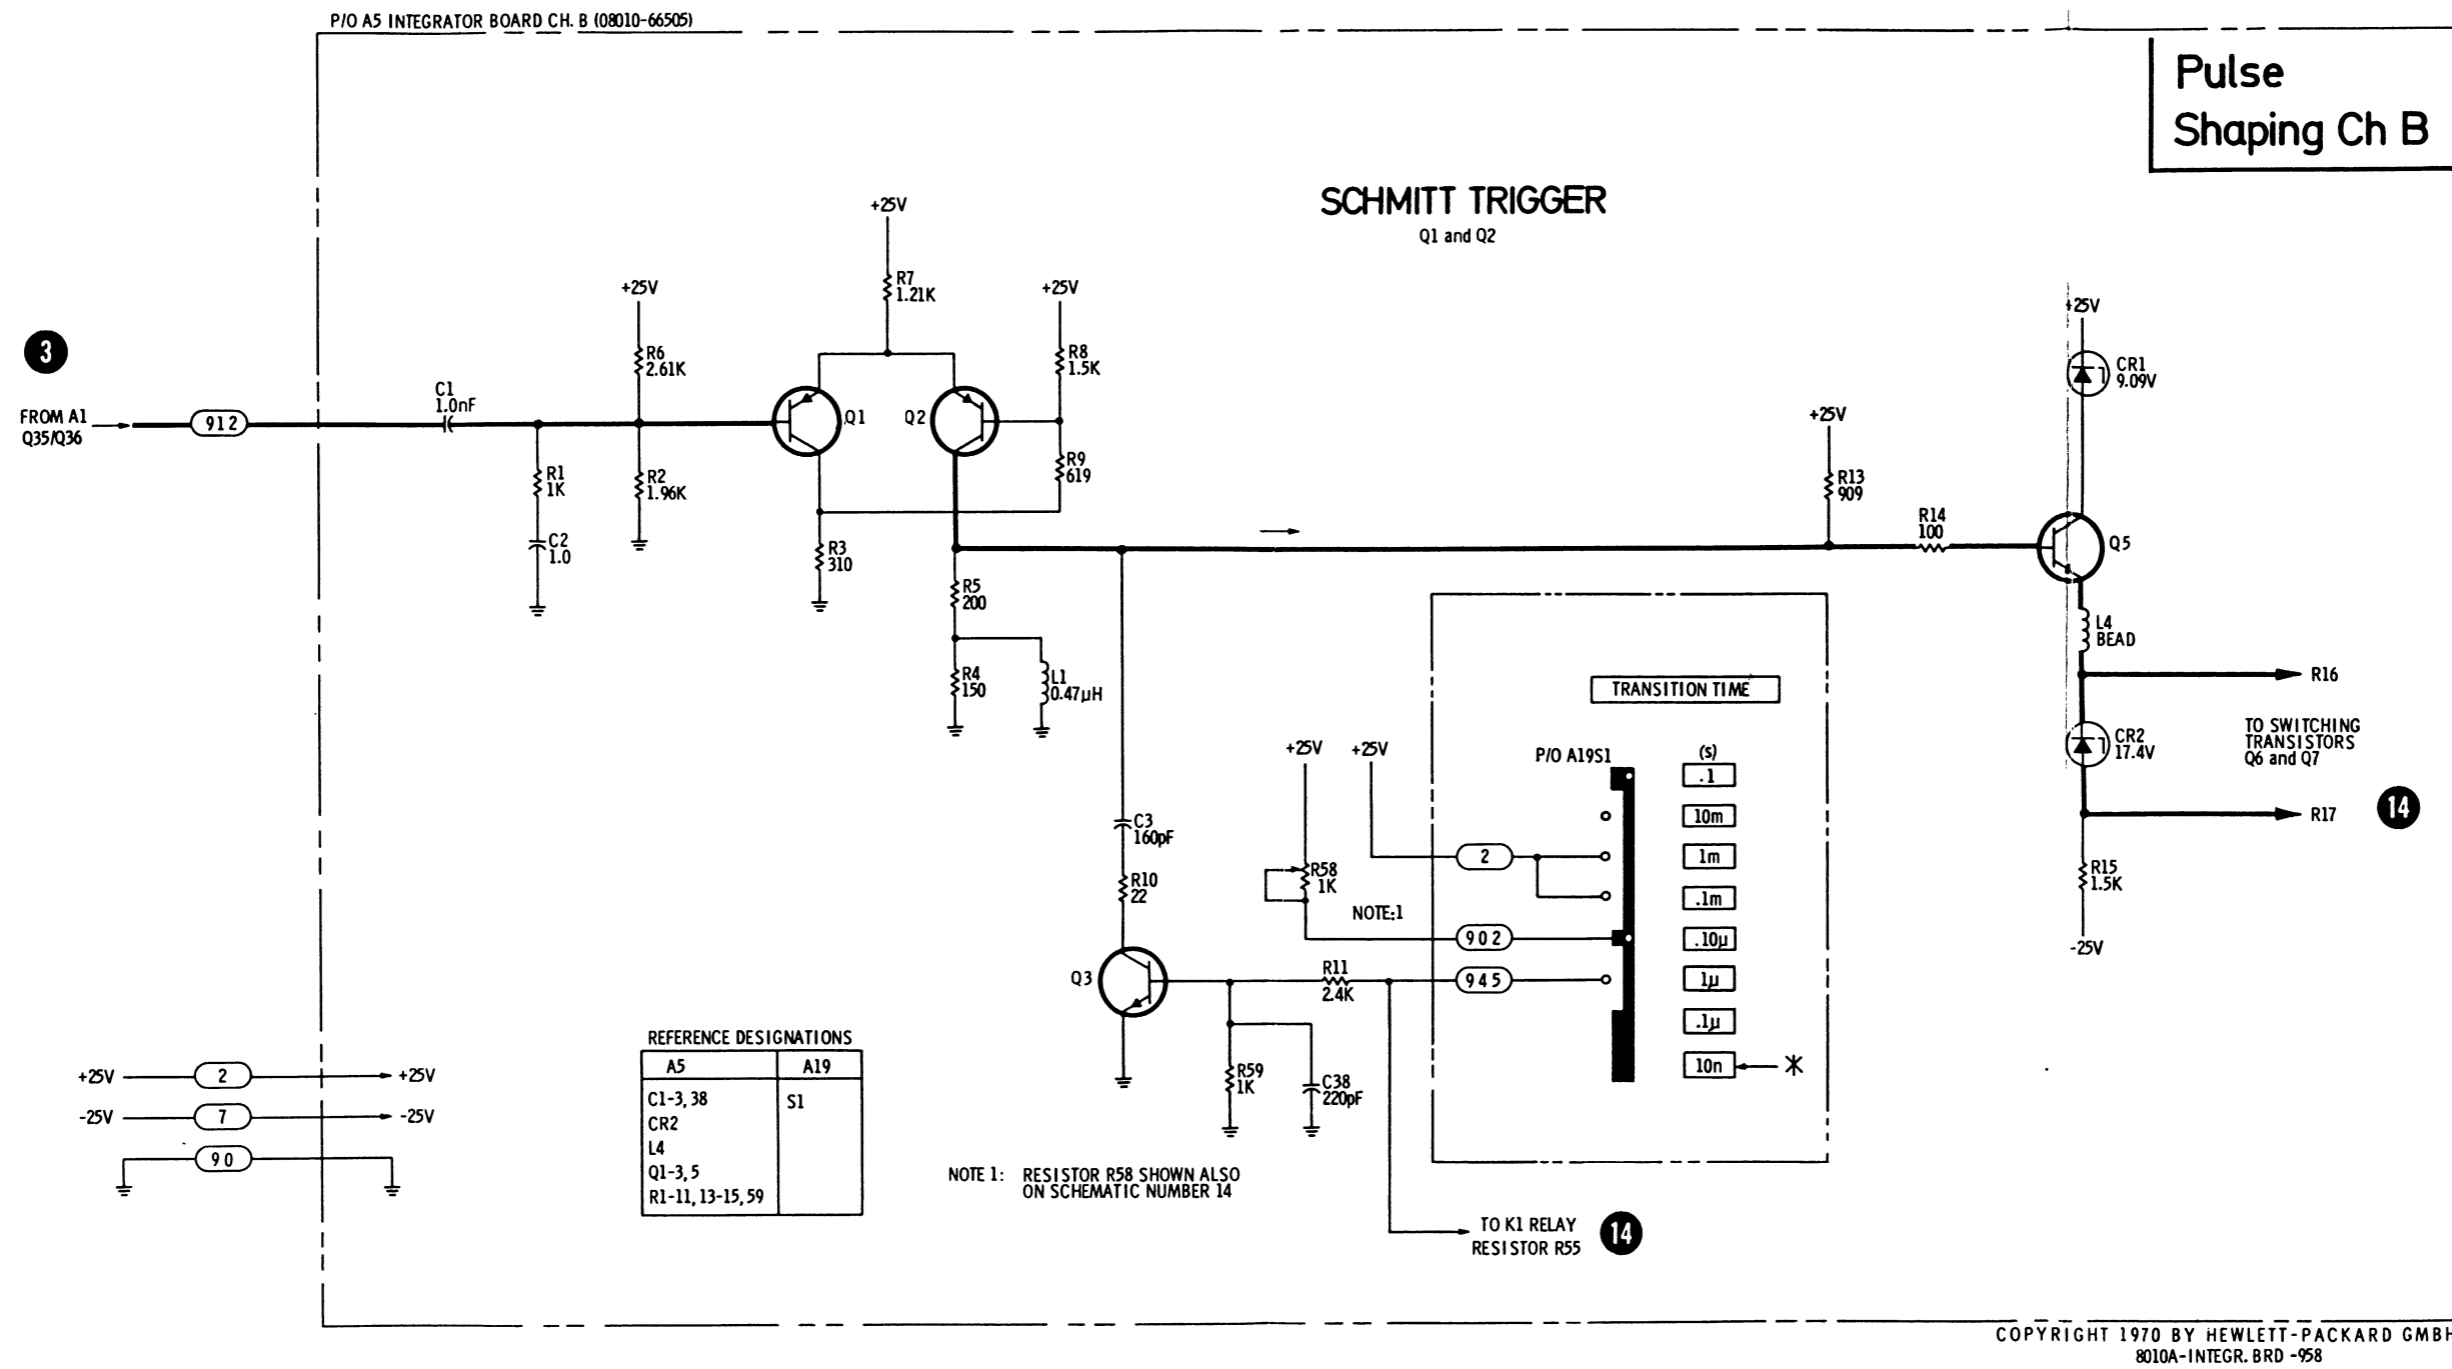 P/O A5 INTEGRATOR BOARD CH. B (08010-66505)
Pulse
Shaping Ch B
SCHMITT TRIGGER
Q1 and Q2
+25V
R7
1.21K
+25V
R6
2.61K
+25V
R8
1.5K
+25V
CR1
9.09V
3
FROM A1
Q35/Q36
912
C1
1.0nF
Q1
Q2
R1
1K
R2
1.96K
R9
619
C2
1.0
R3
310
+25V
R13
909
R14
100
Q5
R5
200
R4
150
L1
0.47µH
L4
BEAD
R16
TO SWITCHING
TRANSISTORS
Q6 and Q7
CR2
17.4V
R17
14
R15
1.5K
-25V
TRANSITION TIME
+25V
+25V
P/O A19S1
(s)
.1
10m
1m
.1m
.10µ
1µ
.1µ
10n
2
902
945
C3
160pF
R10
22
R58
1K
NOTE:1
Q3
R11
2.4K
R59
1K
C38
220pF
+25V
2
+25V
-25V
7
-25V
90
REFERENCE DESIGNATIONS
A5 A19
C1-3, 38 S1
CR2
L4
Q1-3, 5
R1-11, 13-15, 59
NOTE 1: RESISTOR R58 SHOWN ALSO
ON SCHEMATIC NUMBER 14
TO K1 RELAY
RESISTOR R55
14
COPYRIGHT 1970 BY HEWLETT-PACKARD GMBH
8010A-INTEGR. BRD -958